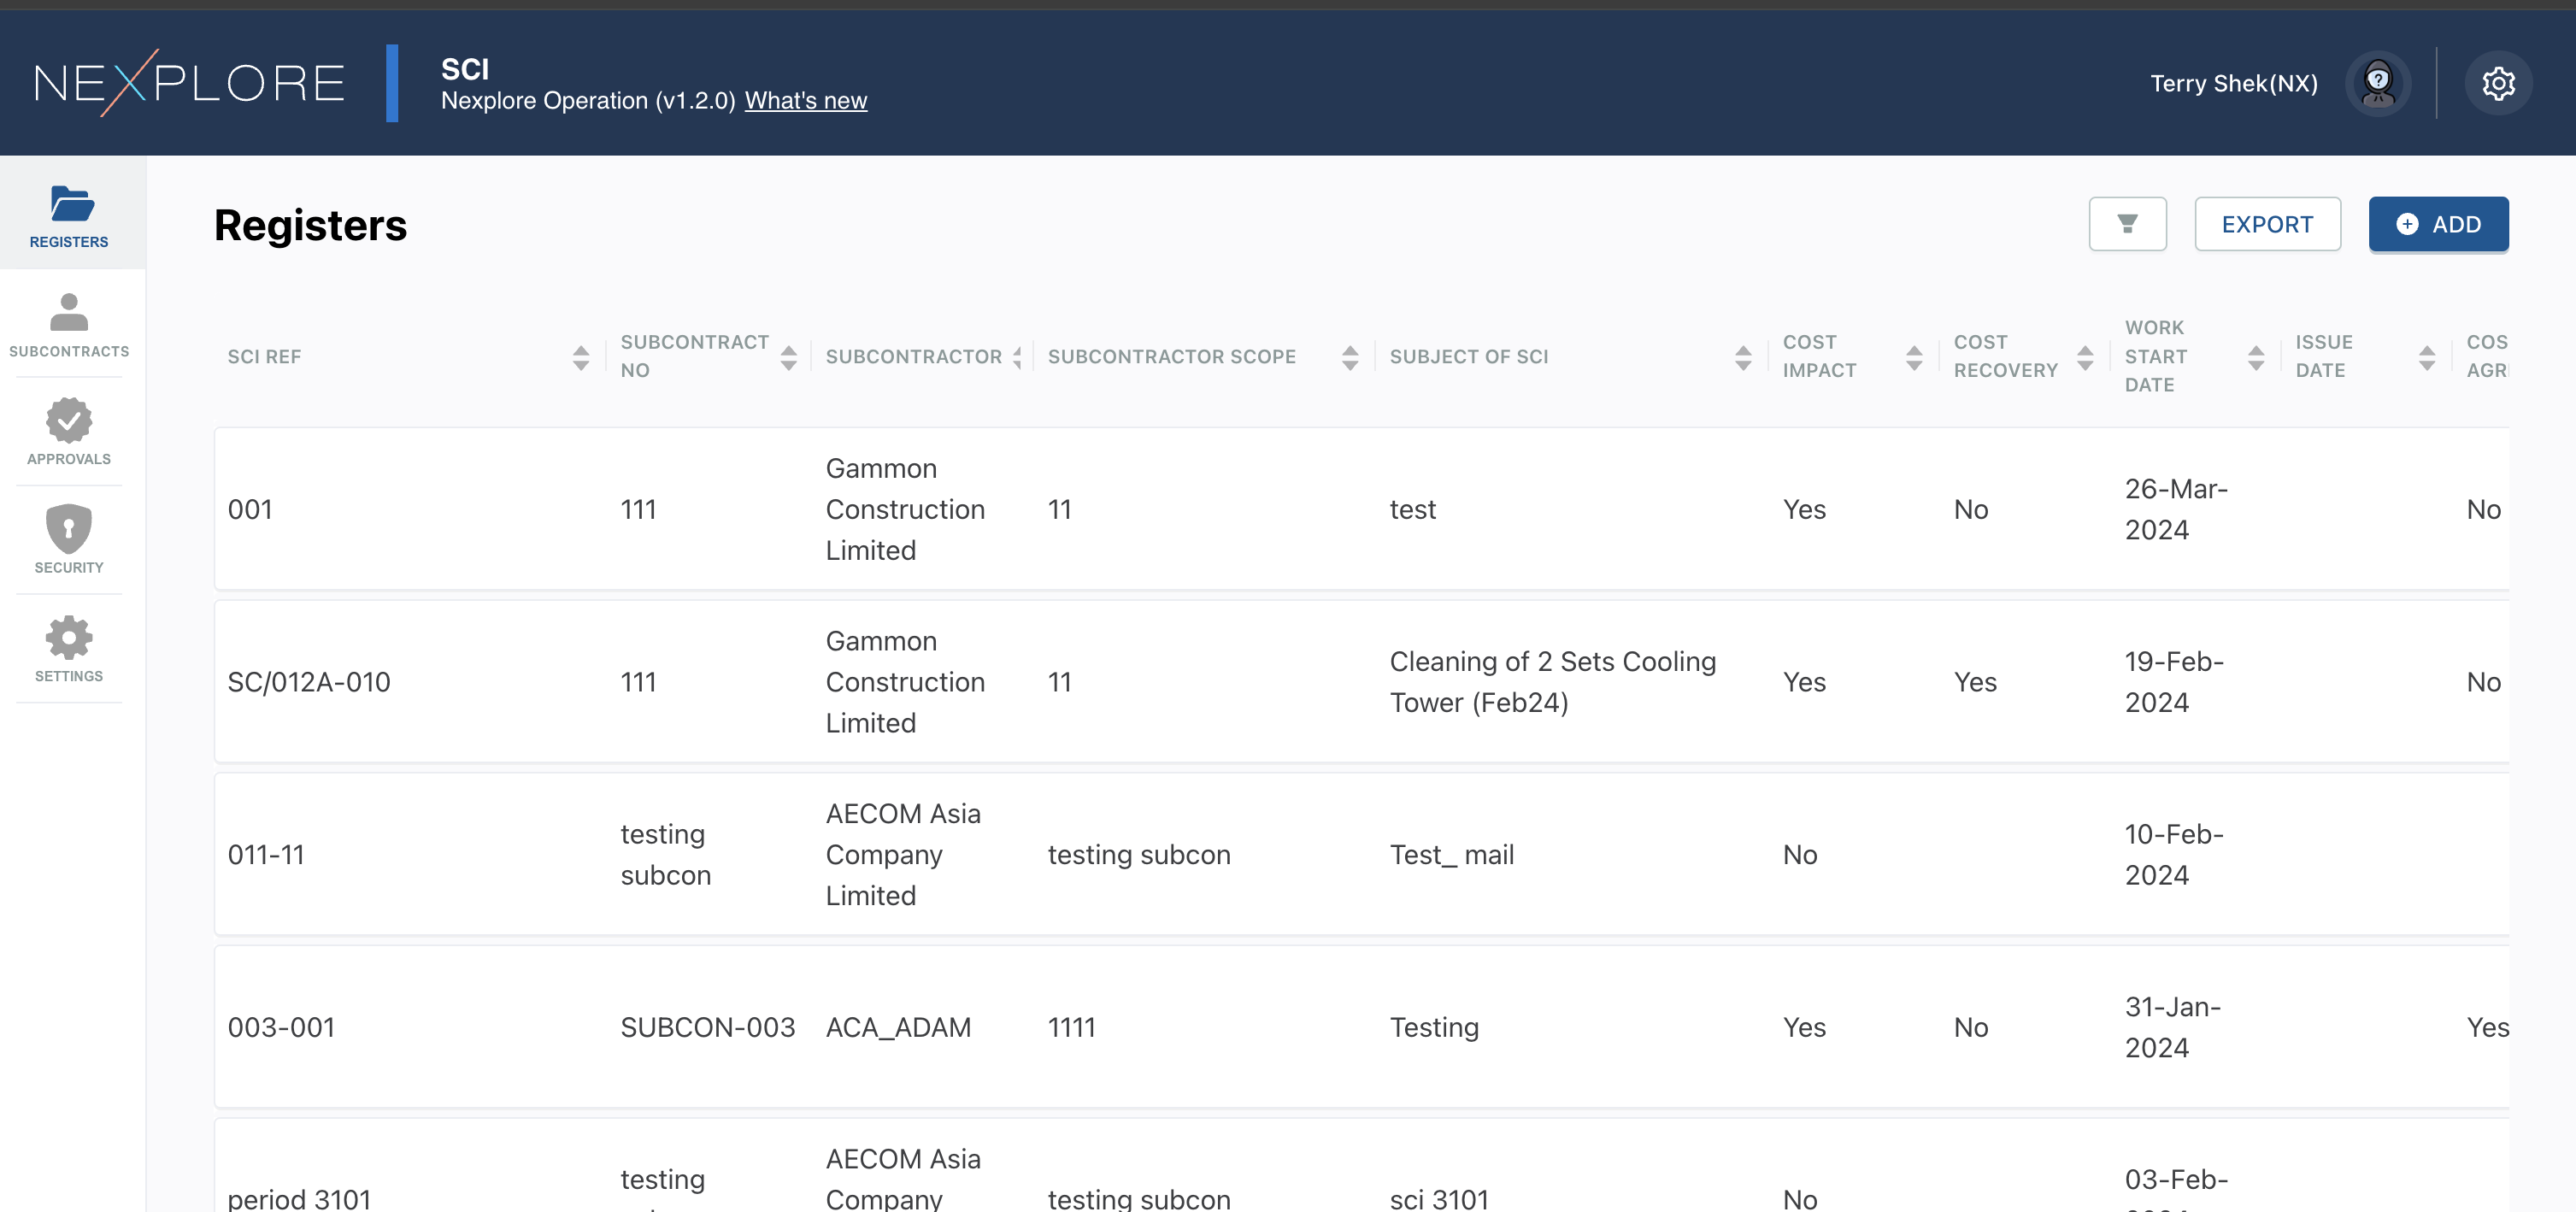 NEXPLORE
SCI
Nexplore Operation (v1.2.0) What's new
Terry Shek(NX)
REGISTERS
SUBCONTRACTS
APPROVALS
SECURITY
SETTINGS
Registers
EXPORT
ADD
SCI REF
SUBCONTRACT
NO
SUBCONTRACTOR
SUBCONTRACTOR SCOPE
SUBJECT OF SCI
COST
IMPACT
COST
RECOVERY
WORK
START
DATE
ISSUE
DATE
COS
AGR
001
111
Gammon
Construction
Limited
11
test
Yes
No
26-Mar-
2024
No
SC/012A-010
111
Gammon
Construction
Limited
11
Cleaning of 2 Sets Cooling
Tower (Feb24)
Yes
Yes
19-Feb-
2024
No
011-11
testing
subcon
AECOM Asia
Company
Limited
testing subcon
Test_ mail
No
10-Feb-
2024
003-001
SUBCON-003
ACA_ADAM
1111
Testing
Yes
No
31-Jan-
2024
Yes
period 3101
testing
AECOM Asia
Company
testing subcon
sci 3101
No
03-Feb-